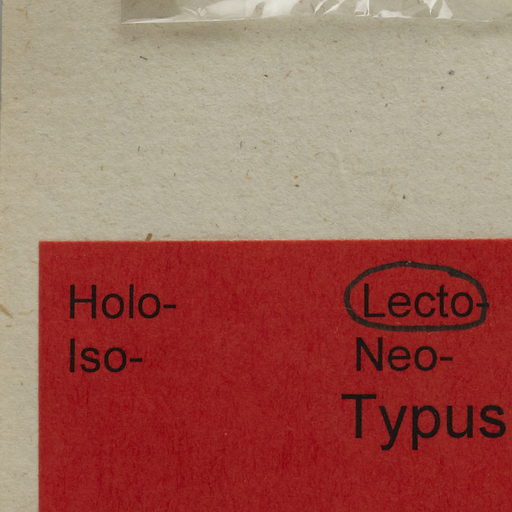 Holo- Lecto-
Iso- Neo-
Typus